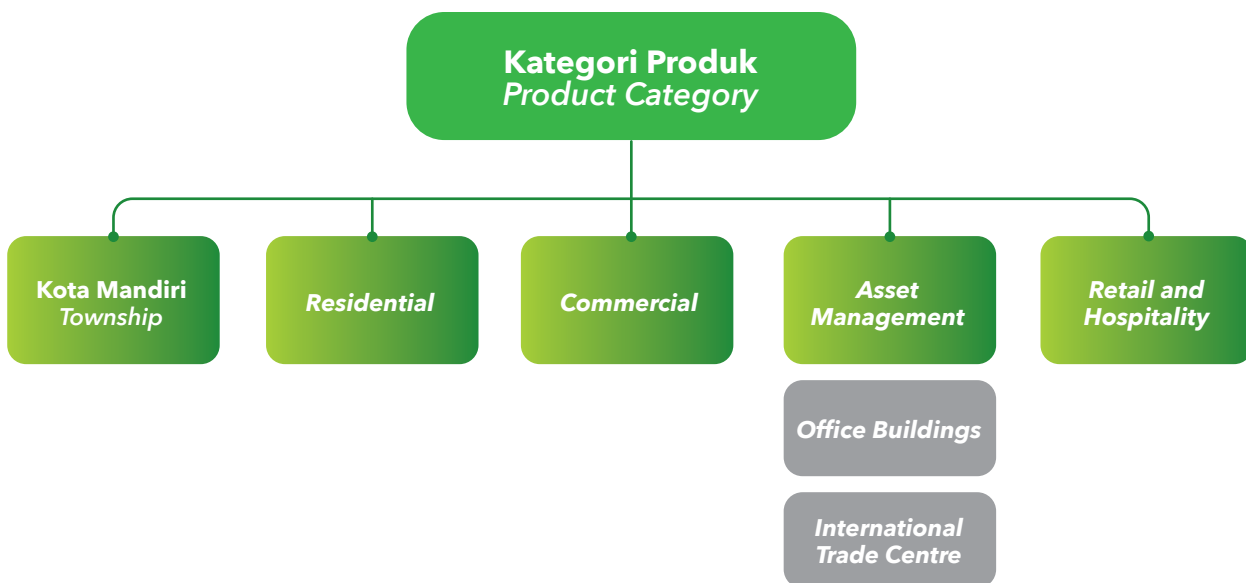 Kategori Produk
Product Category
Kota Mandiri
Township
Residential
Commercial
Asset
Management
Retail and
Hospitality
Office Buildings
International
Trade Centre